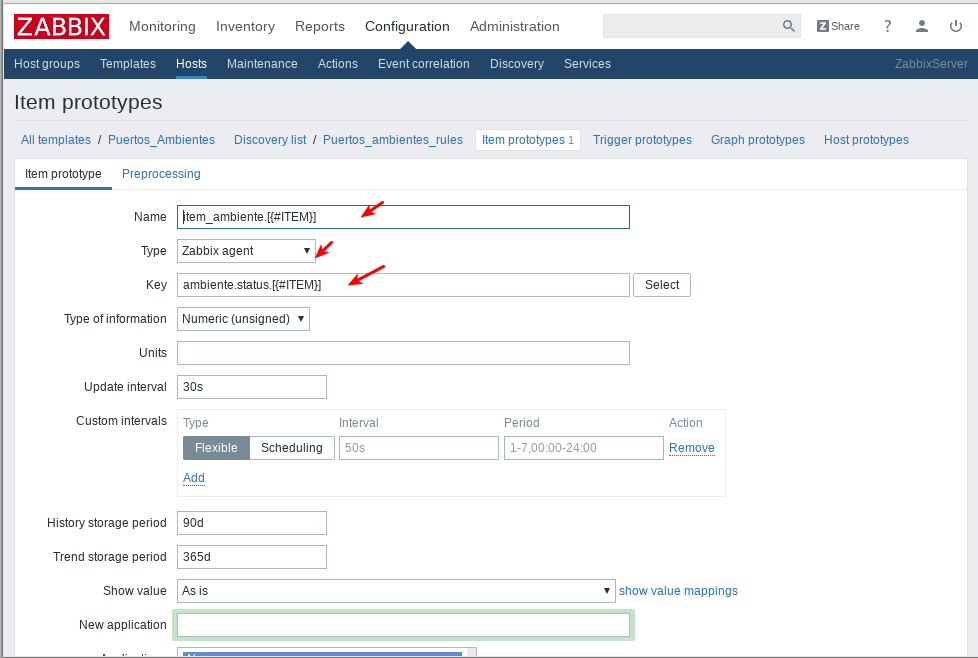 ZABBIX Monitoring Inventory Reports Configuration Administration Z Share ?
Host groups Templates Hosts Maintenance Actions Event correlation Discovery Services ZabbixServer
Item prototypes
All templates / Puertos_Ambientes Discovery list / Puertos_ambientes_rules Item prototypes 1 Trigger prototypes Graph prototypes Host prototypes
Item prototype Preprocessing
Name item_ambiente.[{#ITEM}]
Type Zabbix agent
Key ambiente.status.[{#ITEM}] Select
Type of information Numeric (unsigned)
Units
Update interval 30s
Custom intervals Type Interval Period Action
Flexible Scheduling 50s 1-7,00:00-24:00 Remove
Add
History storage period 90d
Trend storage period 365d
Show value As is show value mappings
New application